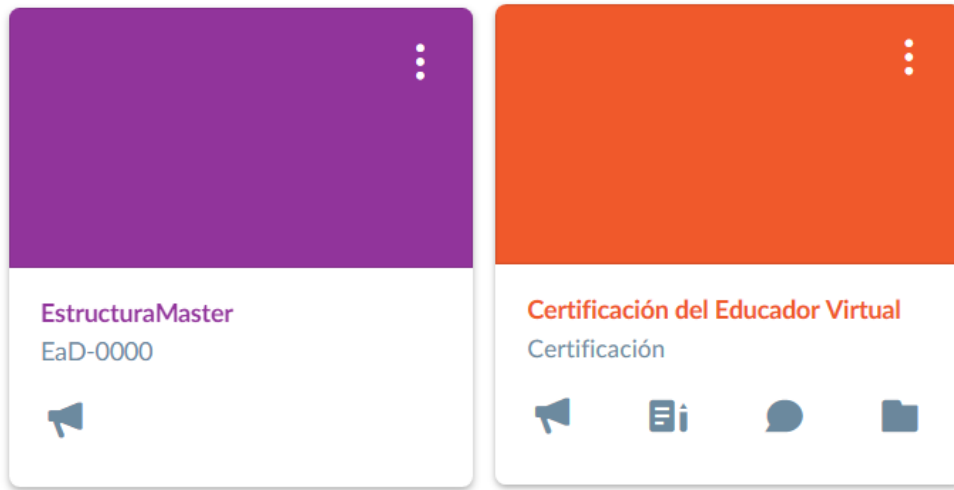 EstructuraMaster
EaD-0000
Certificación del Educador Virtual
Certificación